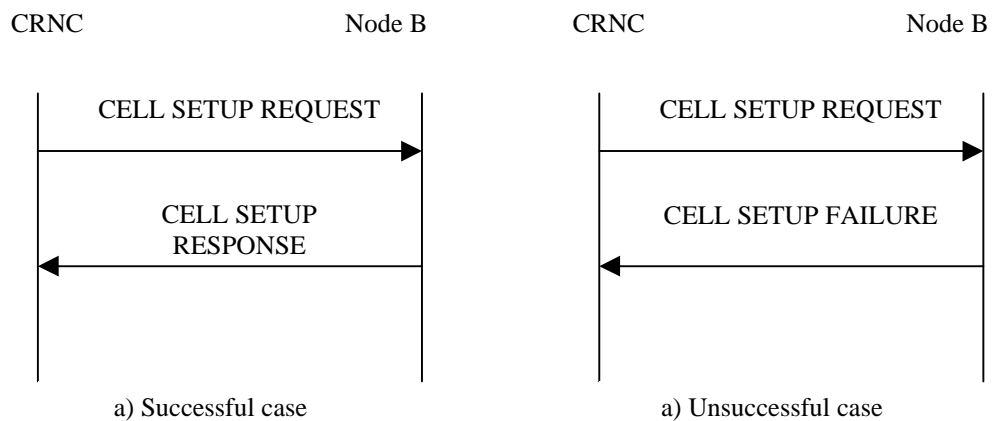 CRNC
Node B
CELL SETUP REQUEST
CELL SETUP
RESPONSE
a) Successful case
CRNC
Node B
CELL SETUP REQUEST
CELL SETUP FAILURE
a) Unsuccessful case